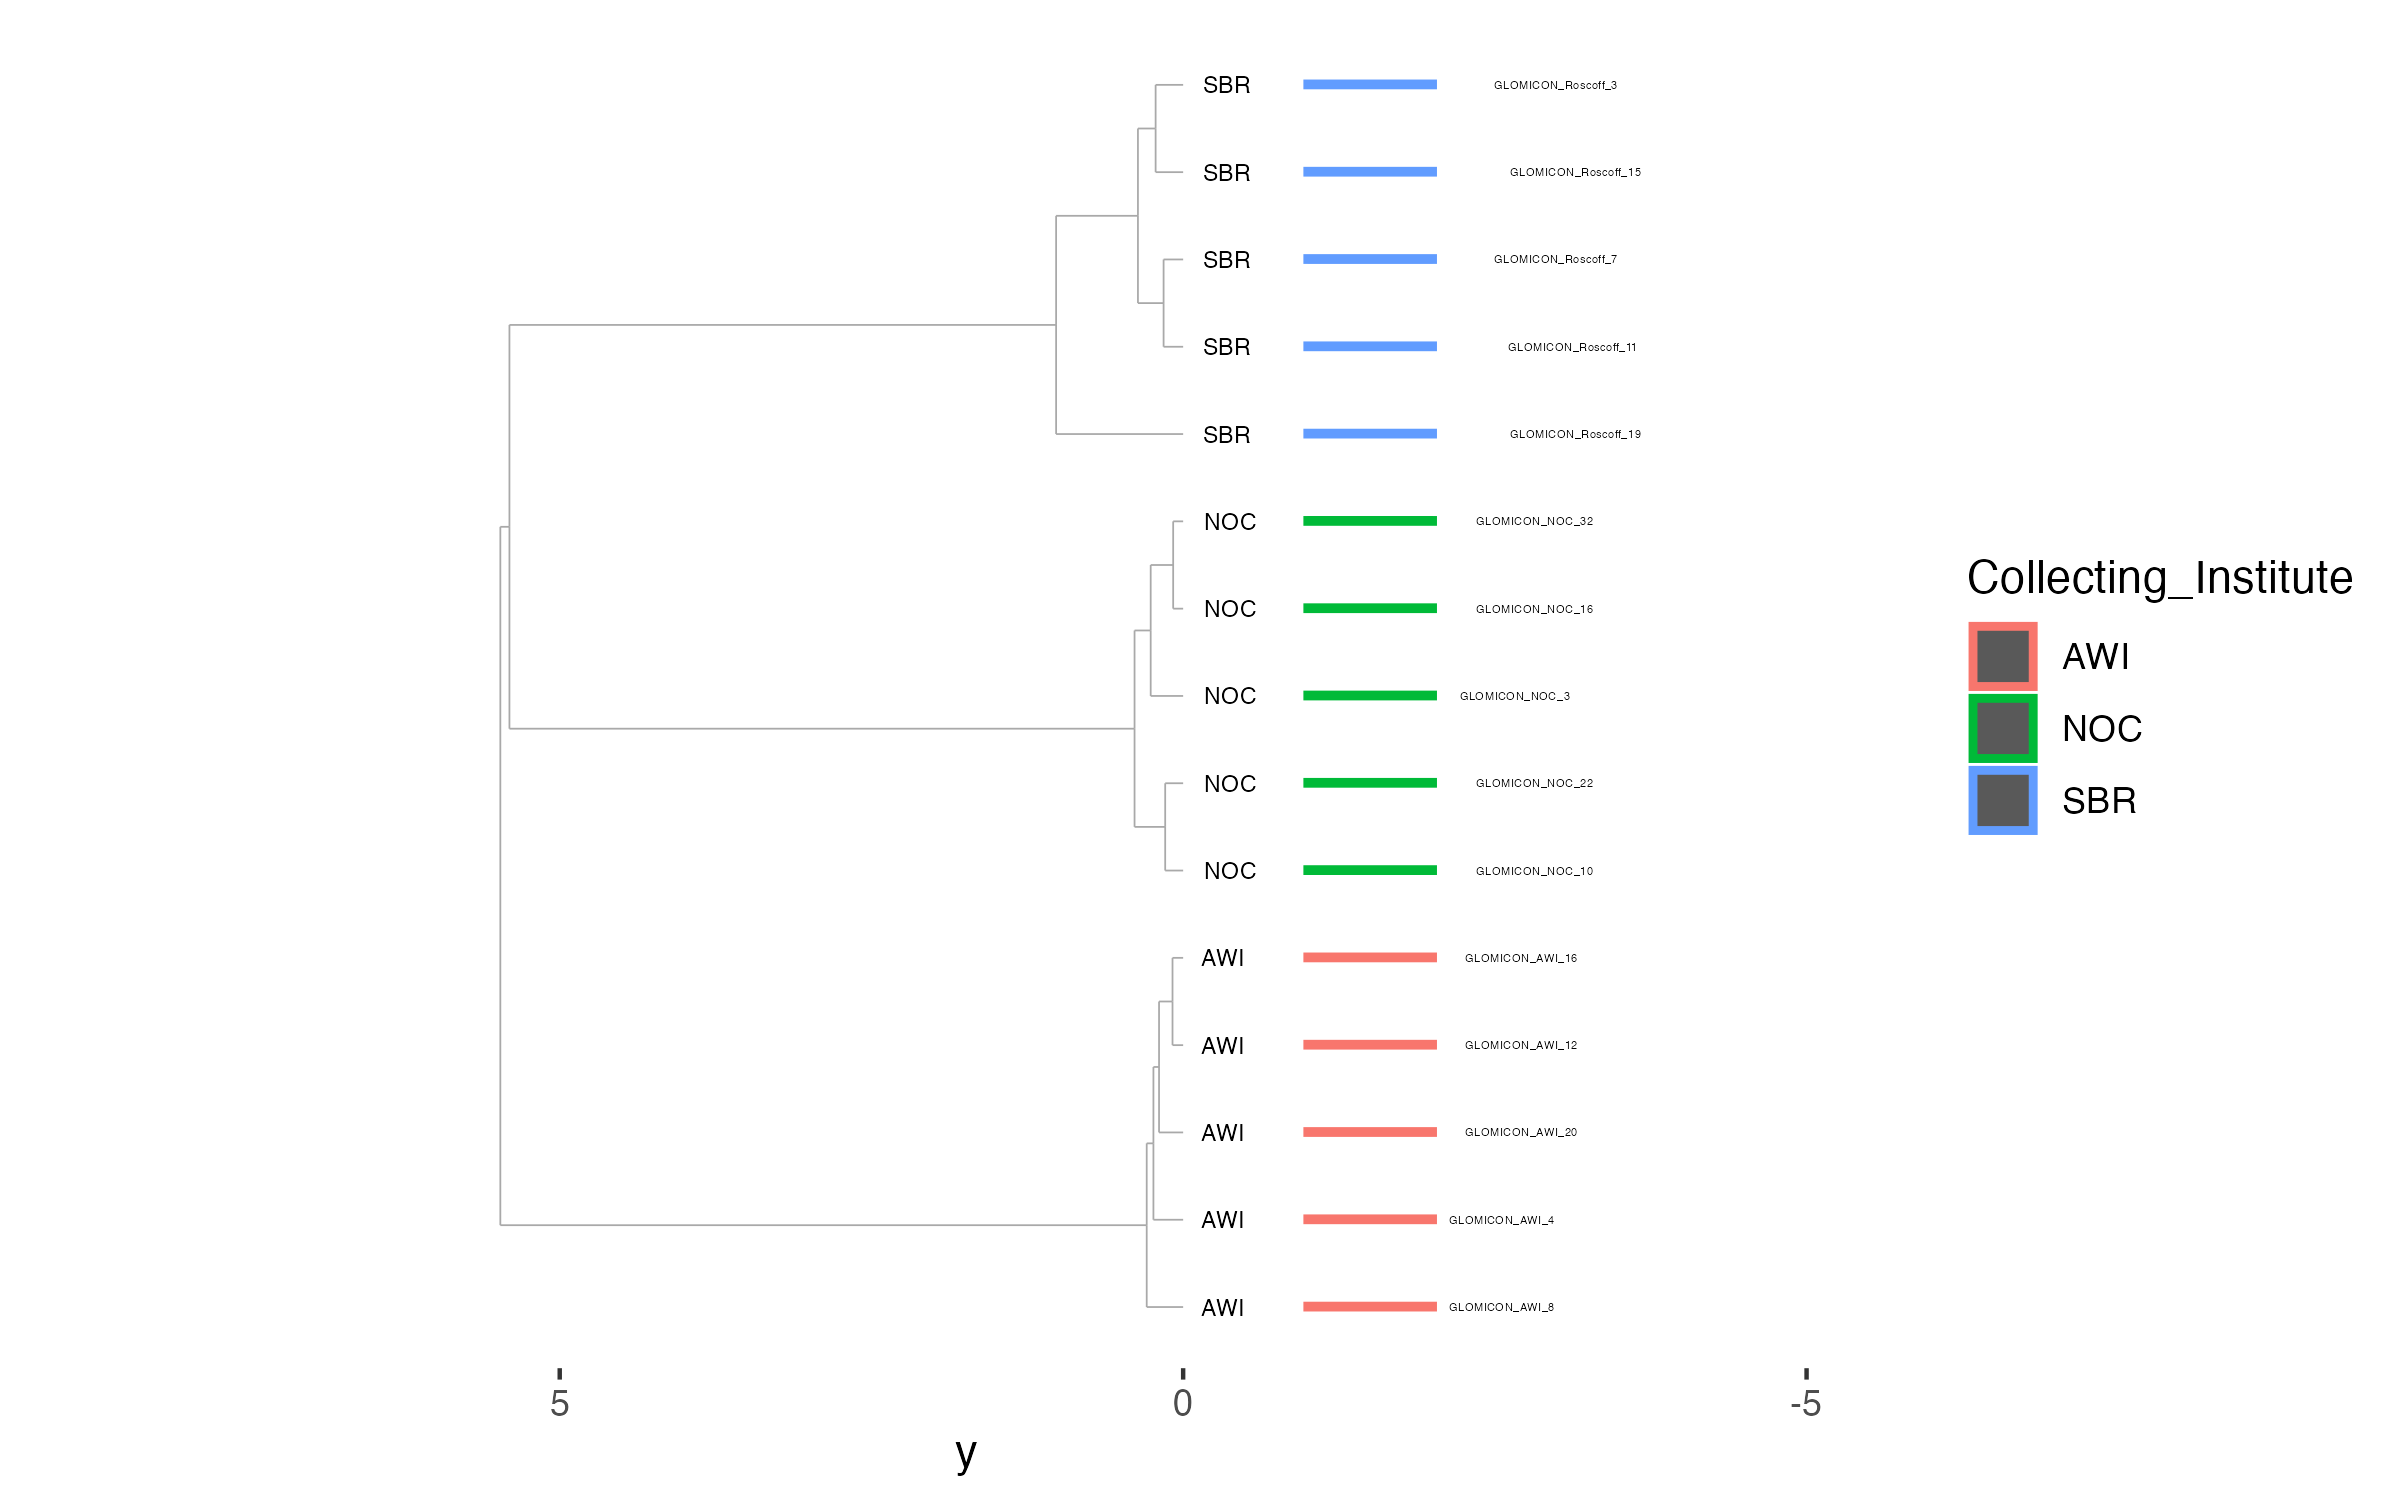 SBR GLOMICON_Roscoff_3
SBR GLOMICON_Roscoff_15
SBR GLOMICON_Roscoff_7
SBR GLOMICON_Roscoff_11
SBR GLOMICON_Roscoff_19
NOC GLOMICON_NOC_32
NOC GLOMICON_NOC_16
NOC GLOMICON_NOC_3
NOC GLOMICON_NOC_22
NOC GLOMICON_NOC_10
AWI GLOMICON_AWI_16
AWI GLOMICON_AWI_12
AWI GLOMICON_AWI_20
AWI GLOMICON_AWI_4
AWI GLOMICON_AWI_8
5 0 -5
y
Collecting_Institute
AWI
NOC
SBR